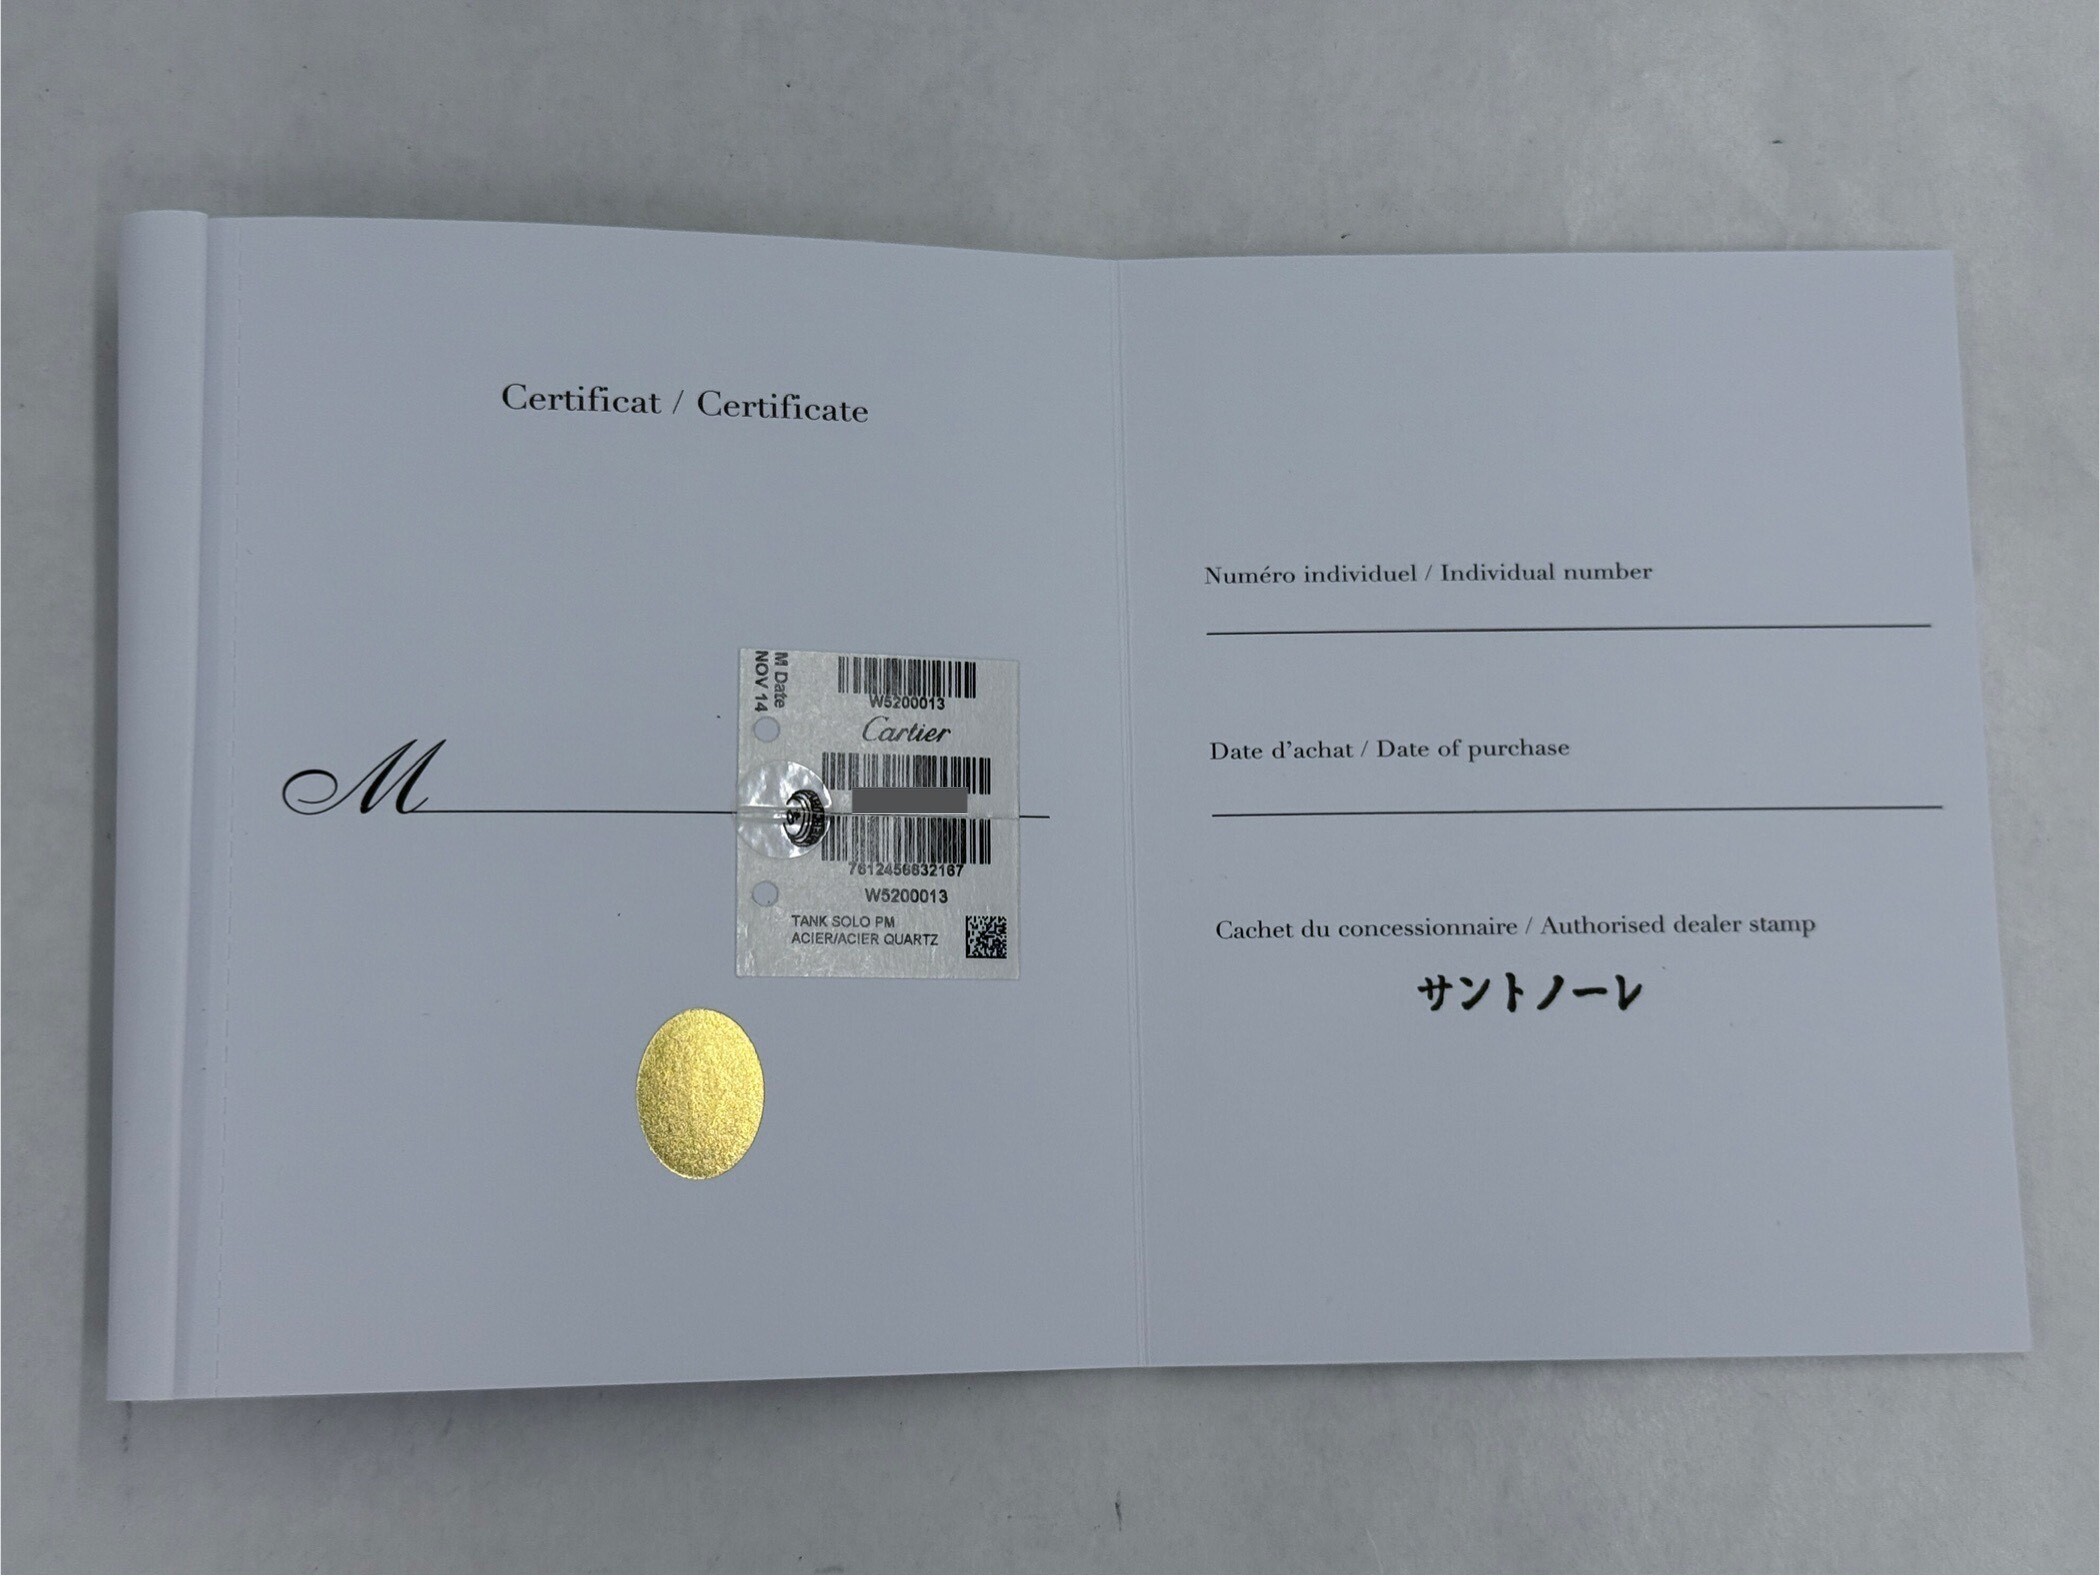 Certificat / Certificate
M Date
NOV 14
W5200013
Cartier
7612456632167
W5200013
TANK SOLO PM
ACIER/ACIER QUARTZ
M
Numéro individuel / Individual number
Date d'achat / Date of purchase
Cachet du concessionnaire / Authorised dealer stamp
サントノーレ